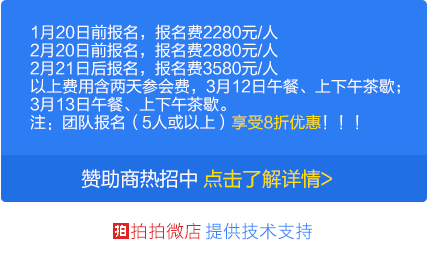 1月20日前报名，报名费2280元/人
2月20日前报名，报名费2880元/人
2月21日后报名，报名费3580元/人
以上费用含两天参会费，3月12日午餐、上下午茶歇；
3月13日午餐、上下午茶歇。
注：团队报名（5人或以上）享受8折优惠！！！
赞助商热招中 点击了解详情>
拍 拍拍微店 提供技术支持